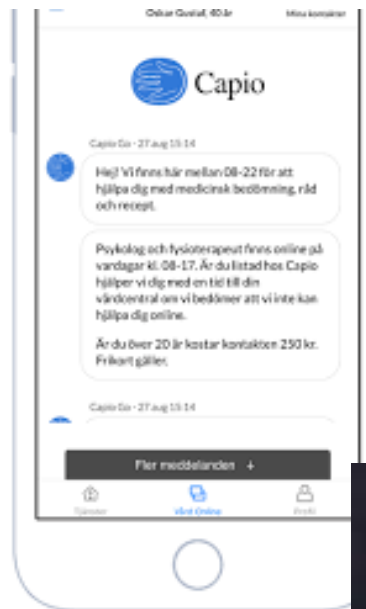 Oskar Gustaf, 40 år
Mina kontakter
Capio
Capio Go - 27 aug 15:14
Hej! Vi finns här mellan 08-22 för att
hjälpa dig med medicinsk bedömning, råd
och recept.
Psykolog och fysioterapeut finns online på
vardagar kl. 08-17. Är du listad hos Capio
hjälper vi dig med en tid till din
vårdcentral om vi bedömer att vi inte kan
hjälpa dig online.
Är du över 20 år kostar kontakten 250 kr.
Frikort gäller.
Capio Go - 27 aug 15:14
Fler meddelanden ↓
Tjänster
Vård Online
Profil